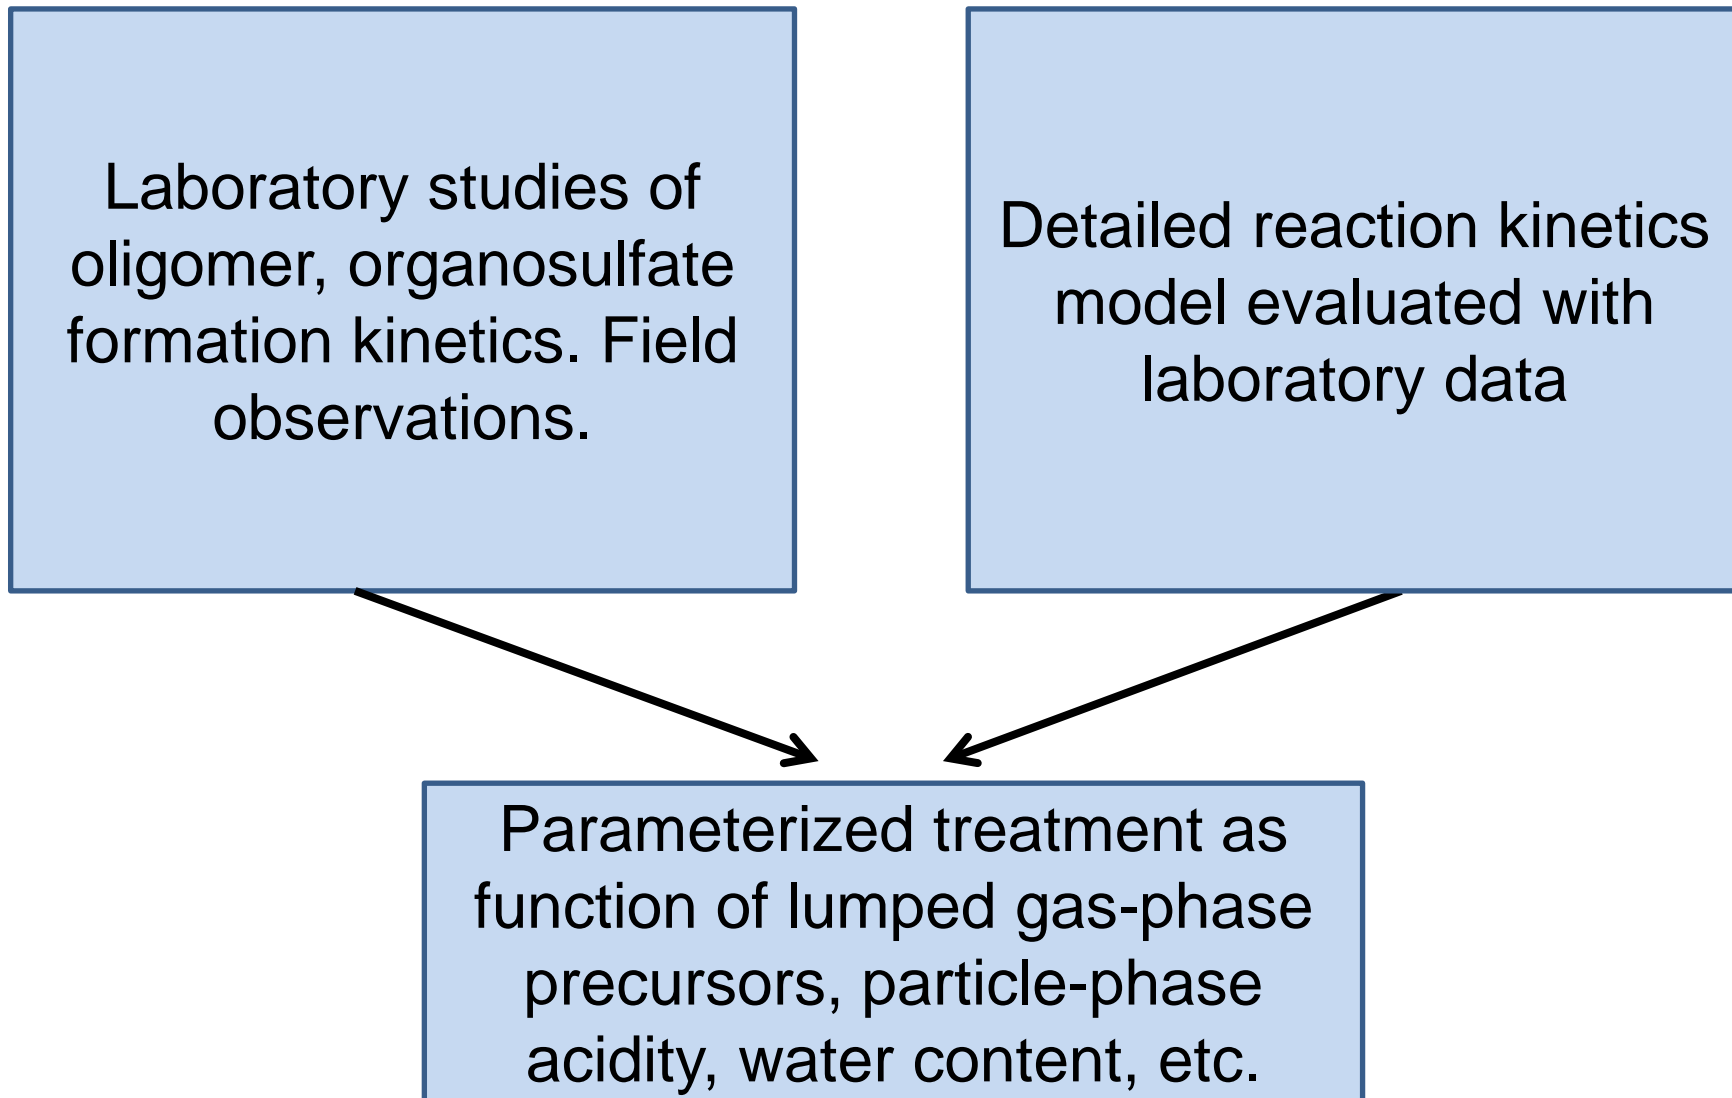 Laboratory studies of
oligomer, organosulfate
formation kinetics. Field
observations.
Detailed reaction kinetics
model evaluated with
laboratory data
Parameterized treatment as
function of lumped gas-phase
precursors, particle-phase
acidity, water content, etc.